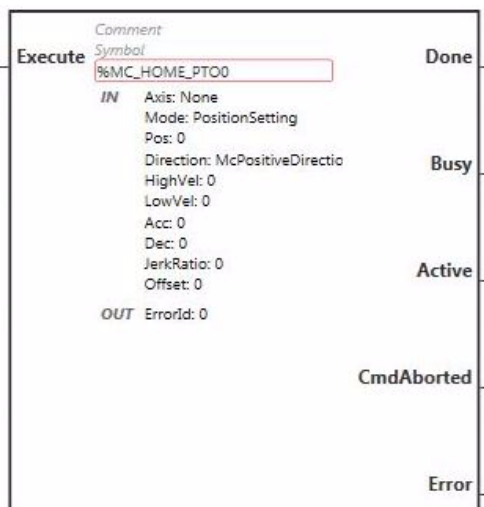 Comment
Execute Symbol Done
%MC_HOME_PTO0
IN Axis: None
Mode: PositionSetting
Pos: 0
Direction: McPositiveDirectio
Busy
HighVel: 0
LowVel: 0
Acc: 0
Dec: 0
JerkRatio: 0
Active
Offset: 0
OUT ErrorId: 0
CmdAborted
Error